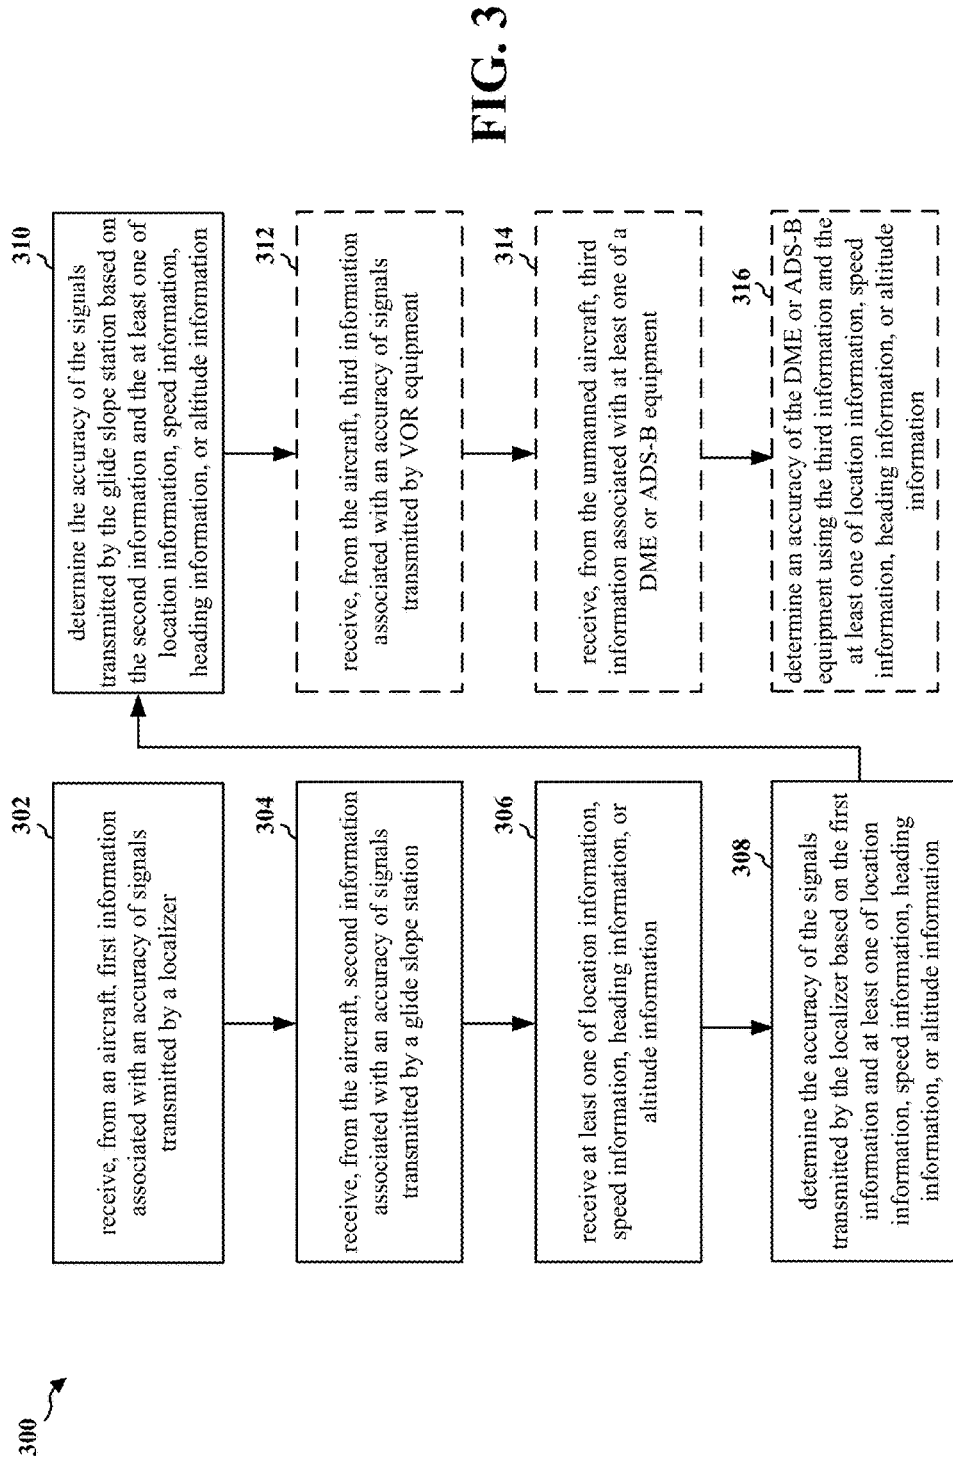 300
302
receive, from an aircraft, first information
associated with an accuracy of signals
transmitted by a localizer
304
receive, from the aircraft, second information
associated with an accuracy of signals
transmitted by a glide slope station
306
receive at least one of location information,
speed information, heading information, or
altitude information
308
determine the accuracy of the signals
transmitted by the localizer based on the first
information and at least one of location
information, speed information, heading
information, or altitude information
310
determine the accuracy of the signals
transmitted by the glide slope station based on
the second information and the at least one of
location information, speed information,
heading information, or altitude information
312
receive, from the aircraft, third information
associated with an accuracy of signals
transmitted by VOR equipment
314
receive, from the unmanned aircraft, third
information associated with at least one of a
DME or ADS-B equipment
316
determine an accuracy of the DME or ADS-B
equipment using the third information and the
at least one of location information, speed
information, heading information, or altitude
information
FIG. 3